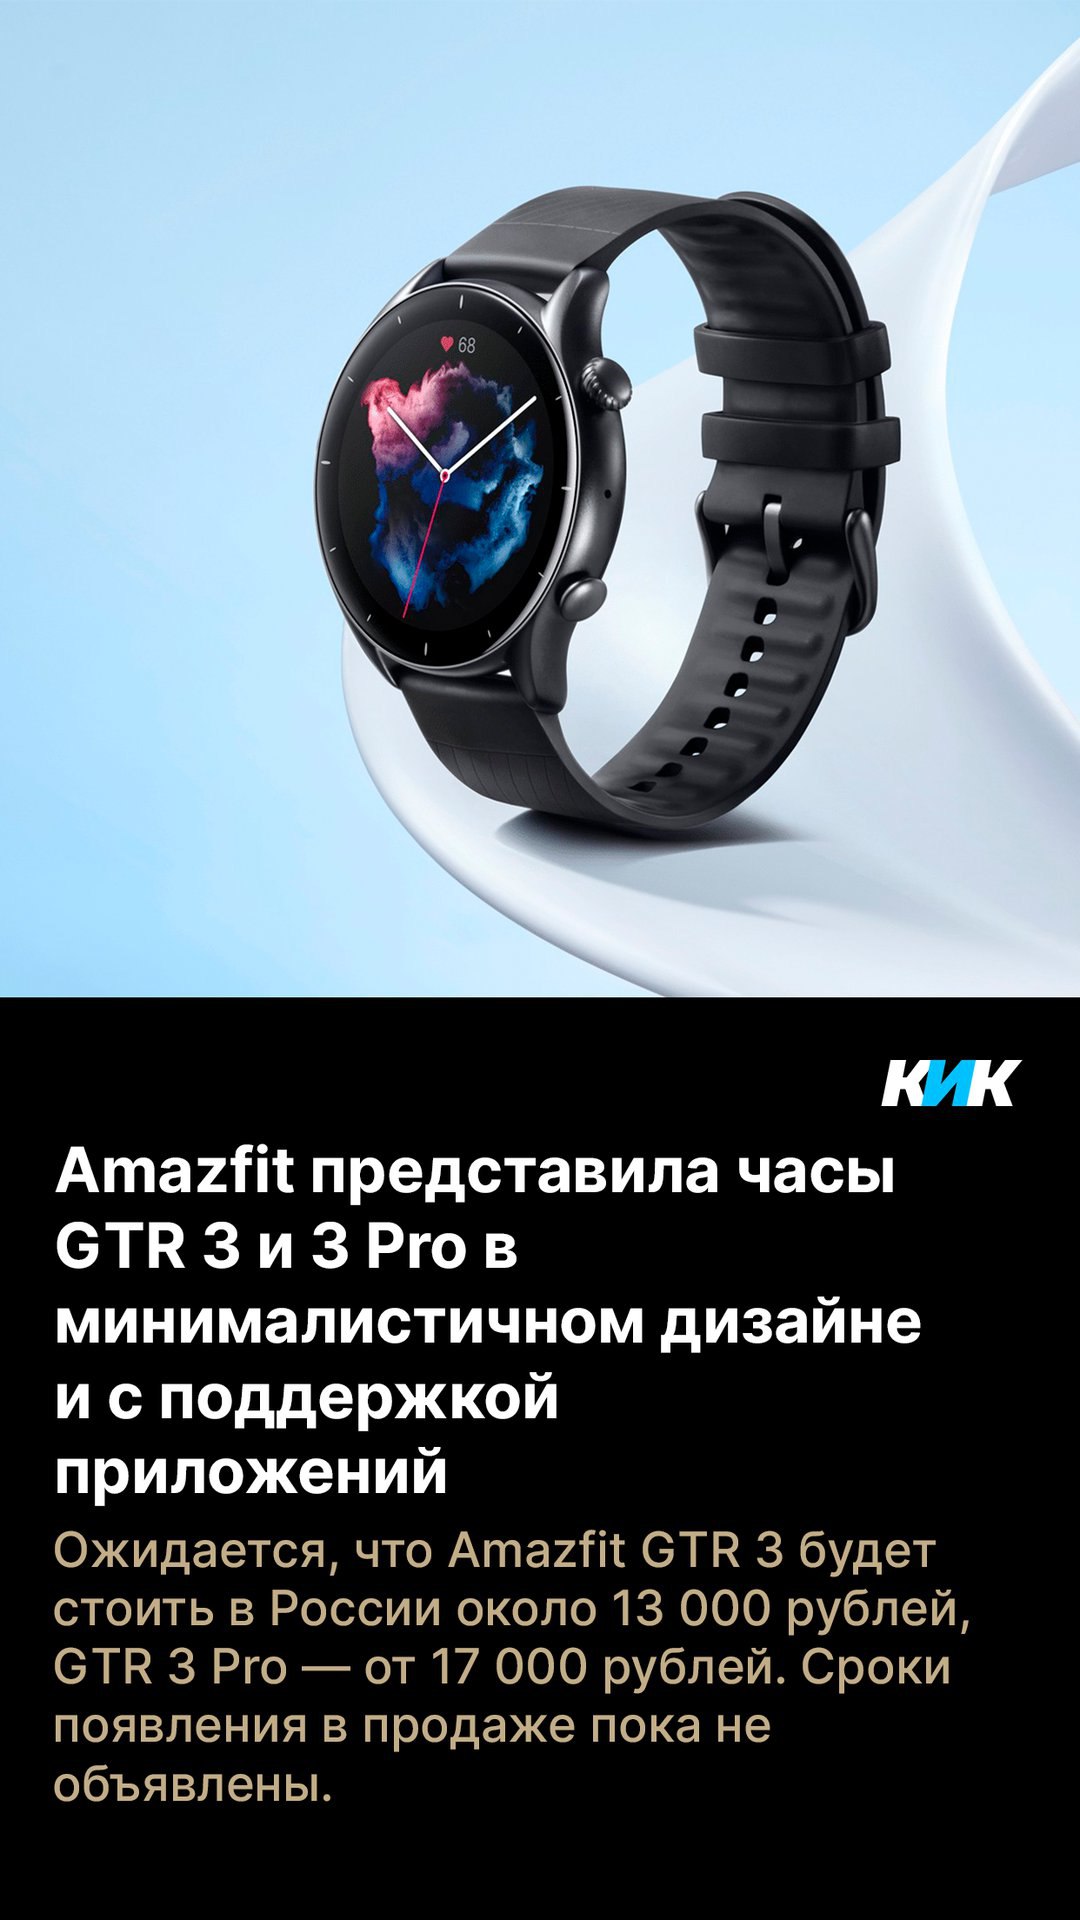 68
КИК
Amazfit представила часы
GTR 3 и 3 Pro в
минималистичном дизайне
и с поддержкой
приложений
Ожидается, что Amazfit GTR 3 будет
стоить в России около 13 000 рублей,
GTR 3 Pro — от 17 000 рублей. Сроки
появления в продаже пока не
объявлены.